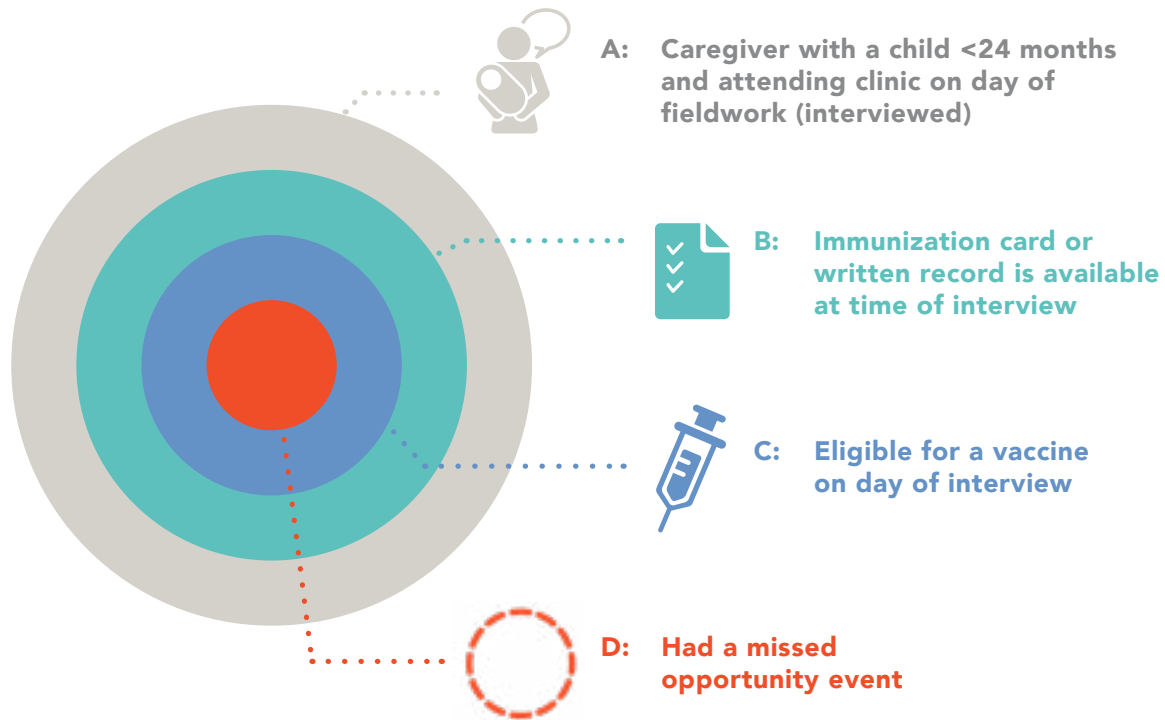 A: Caregiver with a child <24 months
and attending clinic on day of
fieldwork (interviewed)
B: Immunization card or
written record is available
at time of interview
C: Eligible for a vaccine
on day of interview
D: Had a missed
opportunity event